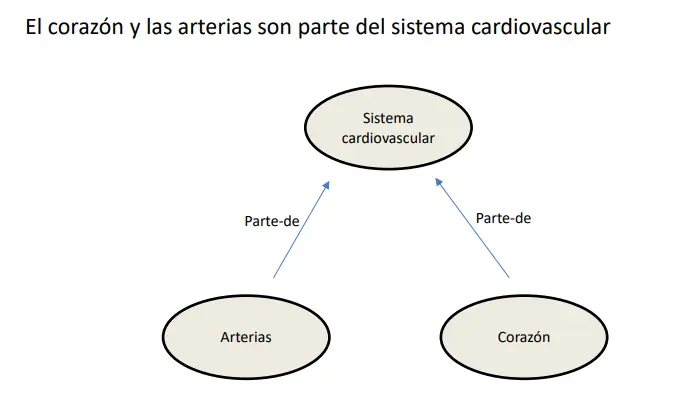 El corazón y las arterias son parte del sistema cardiovascular
Sistema
cardiovascular
Parte-de
Parte-de
Arterias
Corazón